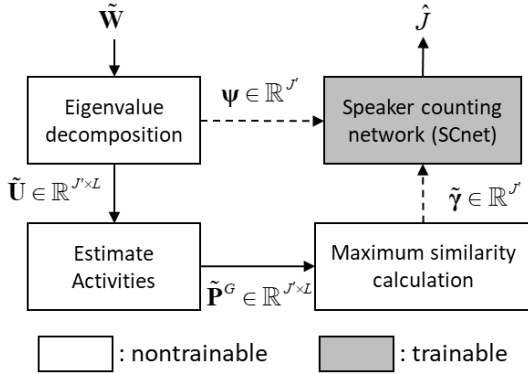 W̃
Ĵ
Eigenvalue
decomposition
ψ ∈ ℝ^{J′}
Speaker counting
network (SCnet)
Ũ ∈ ℝ^{J′×L}
γ̃ ∈ ℝ^{J′}
Estimate
Activities
P̃^G ∈ ℝ^{J′×L}
Maximum similarity
calculation
: nontrainable
: trainable